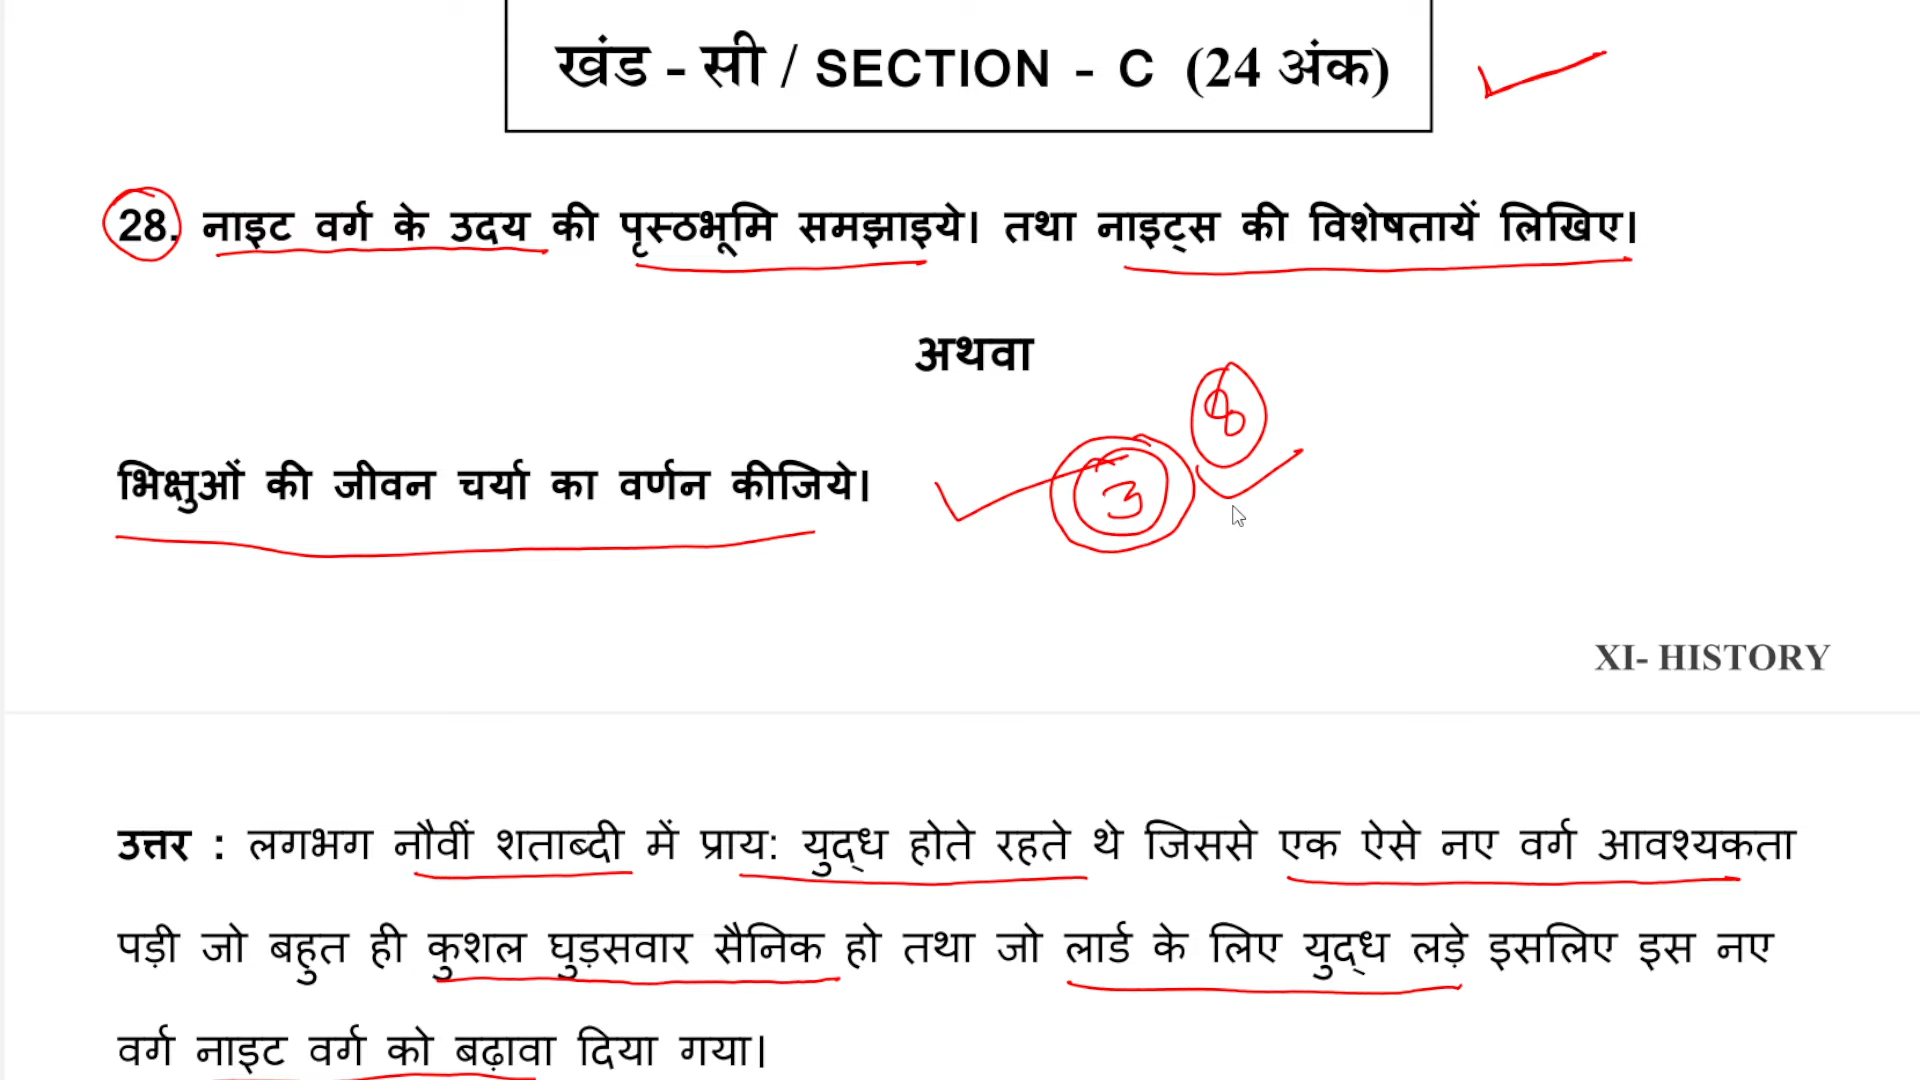 खंड - सी / SECTION - C (24 अंक)
28. नाइट वर्ग के उदय की पृस्ठभूमि समझाइये। तथा नाइट्स की विशेषतायें लिखिए।
अथवा
8
भिक्षुओं की जीवन चर्या का वर्णन कीजिये।
3
XI- HISTORY
उत्तर : लगभग नौवीं शताब्दी में प्राय: युद्ध होते रहते थे जिससे एक ऐसे नए वर्ग आवश्यकता
पड़ी जो बहुत ही कुशल घुड़सवार सैनिक हो तथा जो लार्ड के लिए युद्ध लड़े इसलिए इस नए
वर्ग नाइट वर्ग को बढ़ावा दिया गया।